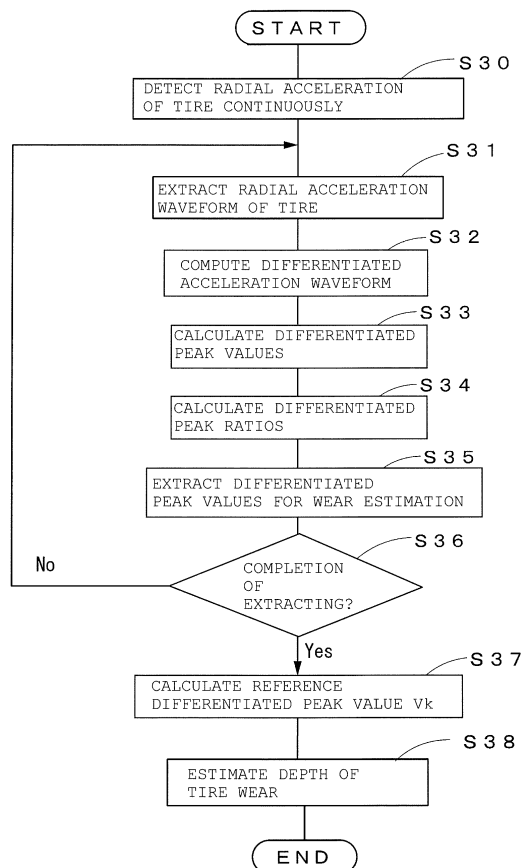 START
S30
DETECT RADIAL ACCELERATION
OF TIRE CONTINUOUSLY
S31
EXTRACT RADIAL ACCELERATION
WAVEFORM OF TIRE
S32
COMPUTE DIFFERENTIATED
ACCELERATION WAVEFORM
S33
CALCULATE DIFFERENTIATED
PEAK VALUES
S34
CALCULATE DIFFERENTIATED
PEAK RATIOS
S35
EXTRACT DIFFERENTIATED
PEAK VALUES FOR WEAR ESTIMATION
S36
No
COMPLETION
OF
EXTRACTING?
Yes
S37
CALCULATE REFERENCE
DIFFERENTIATED PEAK VALUE Vk
S38
ESTIMATE DEPTH OF
TIRE WEAR
END